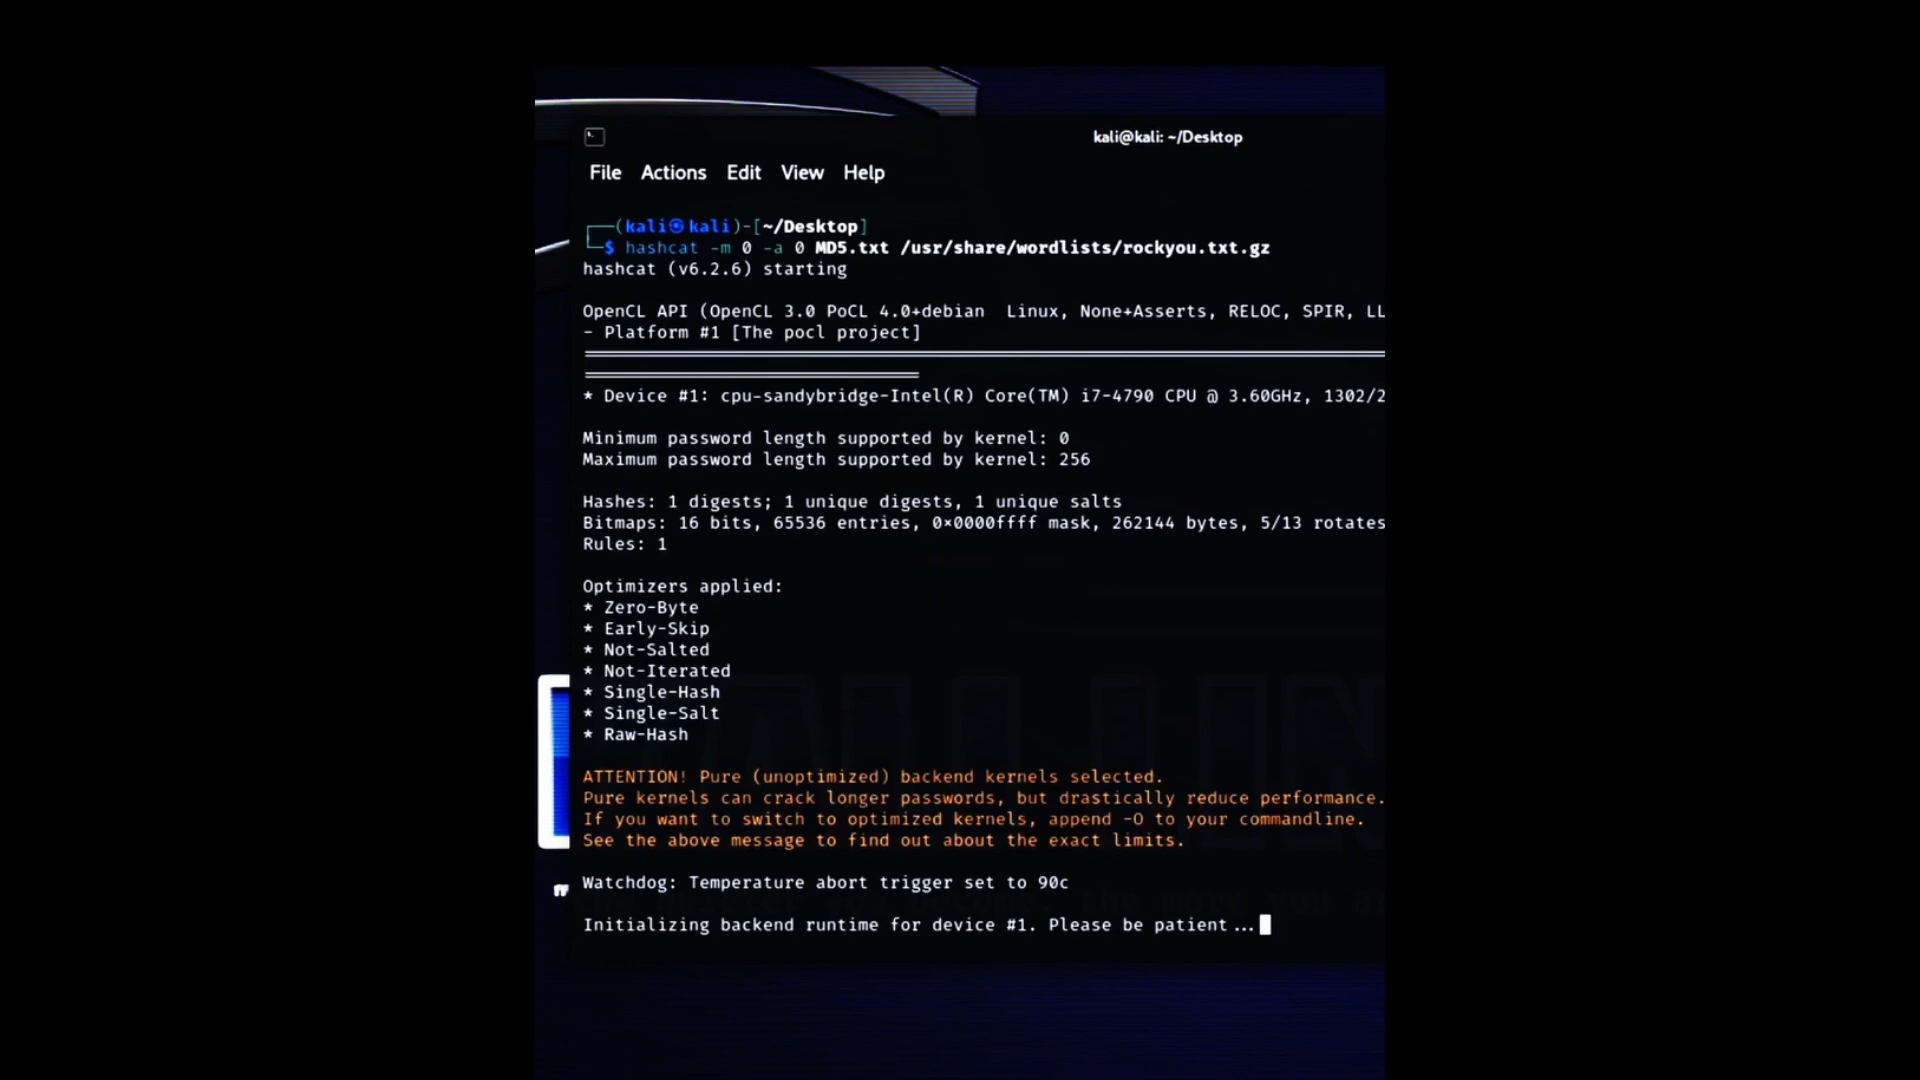 kali@kali: ~/Desktop
File Actions Edit View Help
┌──(kali㉿kali)-[~/Desktop]
└─$ hashcat -m 0 -a 0 MD5.txt /usr/share/wordlists/rockyou.txt.gz
hashcat (v6.2.6) starting
OpenCL API (OpenCL 3.0 PoCL 4.0+debian  Linux, None+Asserts, RELOC, SPIR, LL
- Platform #1 [The pocl project]
* Device #1: cpu-sandybridge-Intel(R) Core(TM) i7-4790 CPU @ 3.60GHz, 1302/2
Minimum password length supported by kernel: 0
Maximum password length supported by kernel: 256
Hashes: 1 digests; 1 unique digests, 1 unique salts
Bitmaps: 16 bits, 65536 entries, 0×0000ffff mask, 262144 bytes, 5/13 rotates
Rules: 1
Optimizers applied:
* Zero-Byte
* Early-Skip
* Not-Salted
* Not-Iterated
* Single-Hash
* Single-Salt
* Raw-Hash
ATTENTION! Pure (unoptimized) backend kernels selected.
Pure kernels can crack longer passwords, but drastically reduce performance.
If you want to switch to optimized kernels, append -O to your commandline.
See the above message to find out about the exact limits.
Watchdog: Temperature abort trigger set to 90c
Initializing backend runtime for device #1. Please be patient...